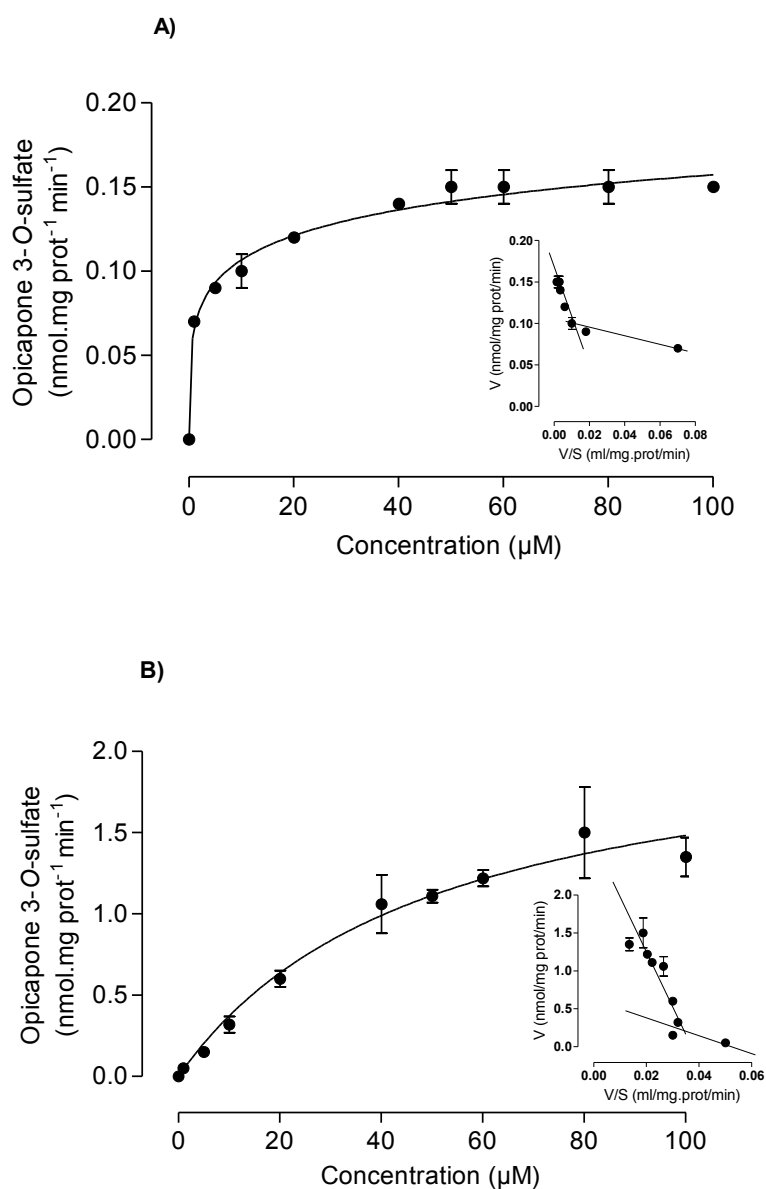 A)
Opicapone 3-O-sulfate
(nmol.mg prot⁻¹ min⁻¹)
0.20
0.15
0.10
0.05
0.00
0 20 40 60 80 100
Concentration (µM)
V (nmol/mg prot/min)
0.20
0.15
0.10
0.05
0.00
0.00 0.02 0.04 0.06 0.08
V/S (ml/mg.prot/min)
B)
Opicapone 3-O-sulfate
(nmol.mg prot⁻¹ min⁻¹)
2.0
1.5
1.0
0.5
0.0
0 20 40 60 80 100
Concentration (µM)
V (nmol/mg prot/min)
2.0
1.5
1.0
0.5
0.0
0.00 0.02 0.04 0.06
V/S (ml/mg.prot/min)